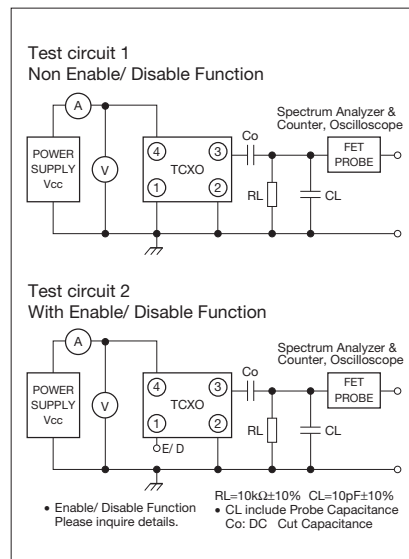 Test circuit 1
Non Enable/ Disable Function
Spectrum Analyzer &
Counter, Oscilloscope
A
POWER
SUPPLY
Vcc
V
4
3
TCXO
1
2
Co
RL
CL
FET
PROBE
Test circuit 2
With Enable/ Disable Function
Spectrum Analyzer &
Counter, Oscilloscope
A
POWER
SUPPLY
Vcc
V
4
3
TCXO
1
2
E/ D
Co
RL
CL
FET
PROBE
• Enable/ Disable Function
Please inquire details.
RL=10kΩ±10% CL=10pF±10%
• CL include Probe Capacitance
Co: DC Cut Capacitance